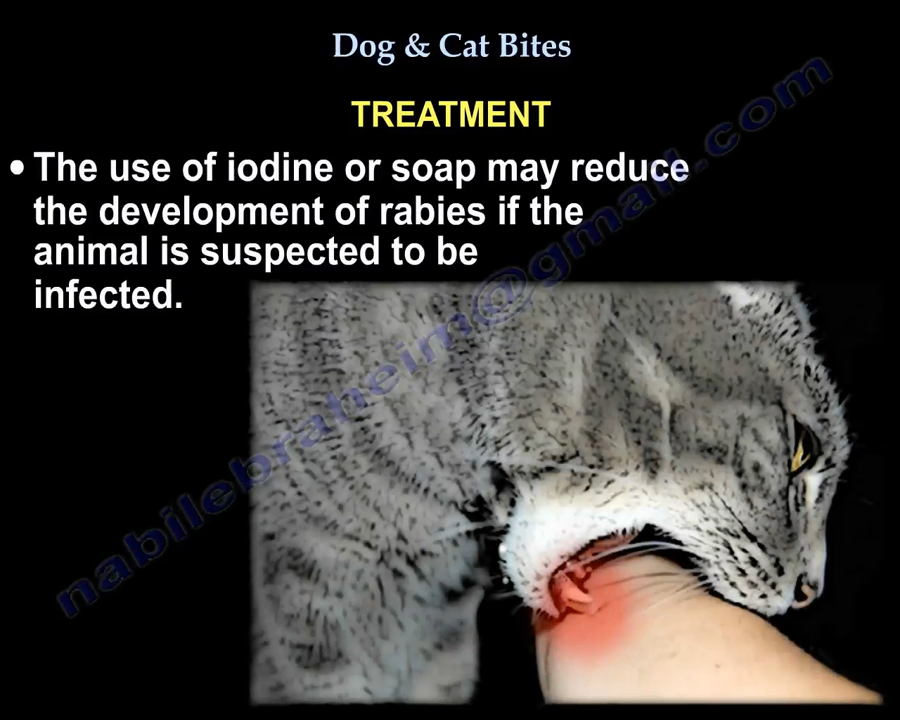 Dog & Cat Bites
TREATMENT
• The use of iodine or soap may reduce
the development of rabies if the
animal is suspected to be
infected.
nabilebraheim@gmail.com